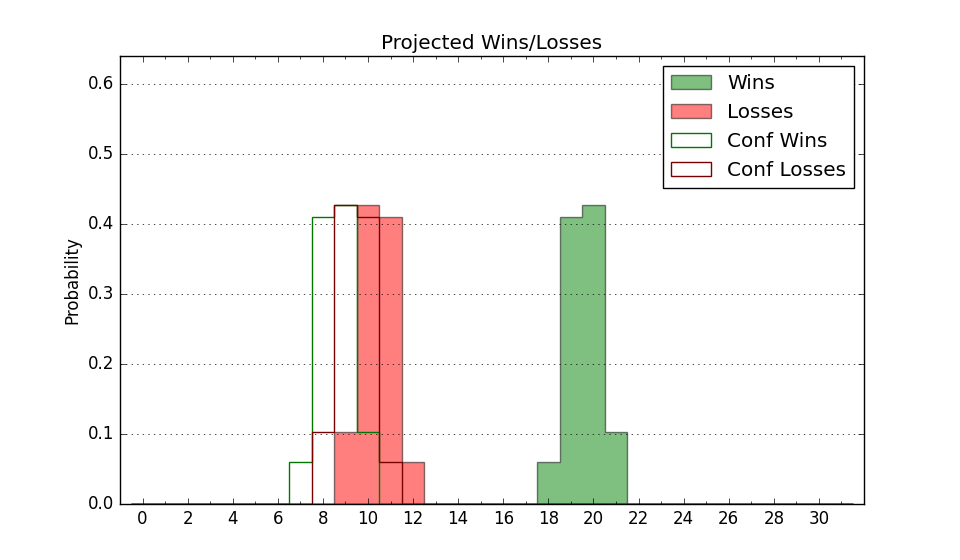 Projected Wins/Losses
Wins
Losses
Conf Wins
Conf Losses
Probability
0.6
0.5
0.4
0.3
0.2
0.1
0.0
0 2 4 6 8 10 12 14 16 18 20 22 24 26 28 30